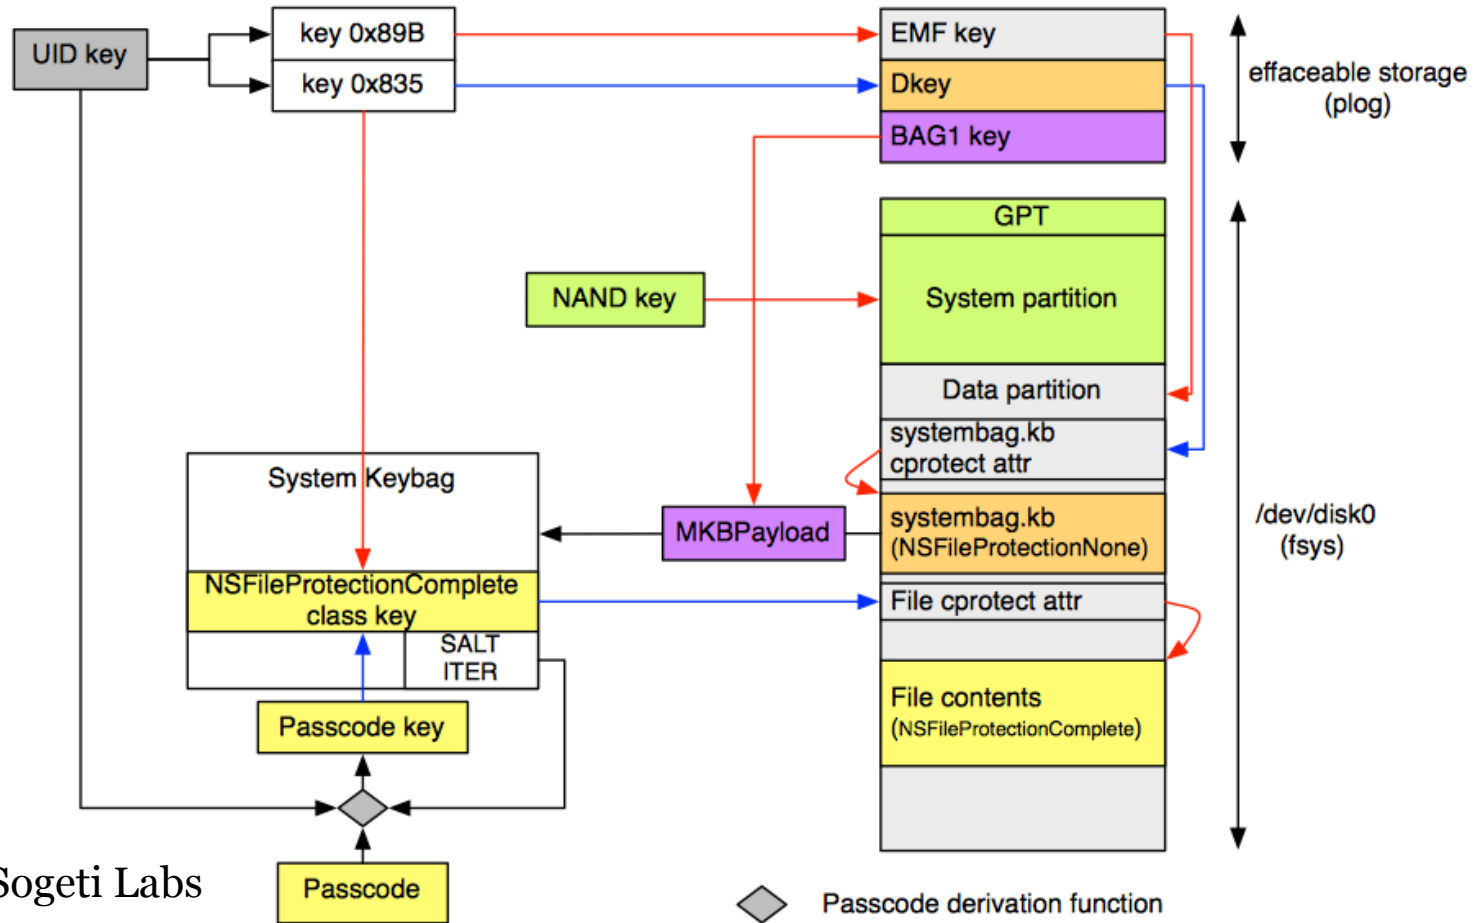 UID key
key 0x89B
key 0x835
EMF key
Dkey
BAG1 key
effaceable storage
(plog)
GPT
NAND key
System partition
Data partition
systembag.kb
cprotect attr
System Keybag
MKBPayload
systembag.kb
(NSFileProtectionNone)
/dev/disk0
(fsys)
NSFileProtectionComplete
class key
File cprotect attr
SALT
ITER
File contents
(NSFileProtectionComplete)
Passcode key
Sogeti Labs
Passcode
Passcode derivation function